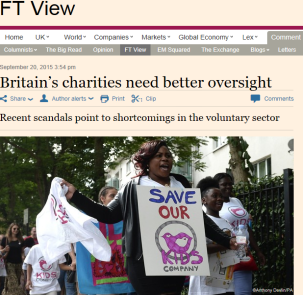 FT View
Home UK World Companies Markets Global Economy Lex Comment
Columnists The Big Read Opinion FT View EM Squared The Exchange Blogs Letters
September 29, 2015 3:54 pm
Britain's charities need better oversight
Share Author alerts Print Clip Comments
Recent scandals point to shortcomings in the voluntary sector
SAVE
OUR
KIDS
COMPANY
KIDS
©Anthony Devlin/PA